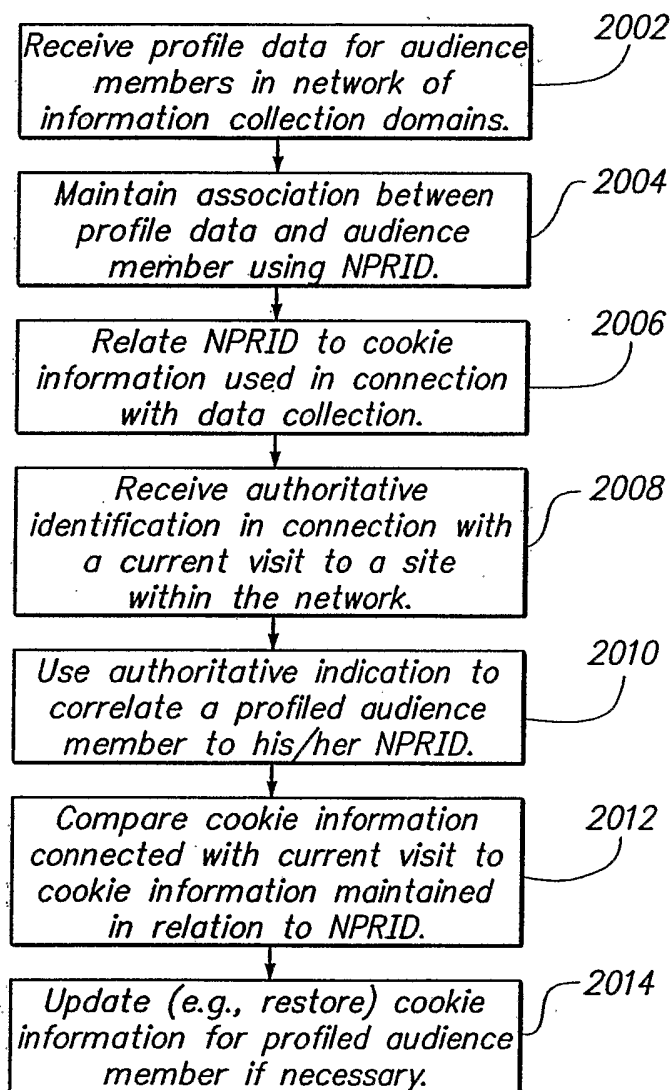 2002
Receive profile data for audience
members in network of
information collection domains.
2004
Maintain association between
profile data and audience
member using NPRID.
2006
Relate NPRID to cookie
information used in connection
with data collection.
2008
Receive authoritative
identification in connection with
a current visit to a site
within the network.
2010
Use authoritative indication to
correlate a profiled audience
member to his/her NPRID.
2012
Compare cookie information
connected with current visit to
cookie information maintained
in relation to NPRID.
2014
Update (e.g., restore) cookie
information for profiled audience
member if necessary.